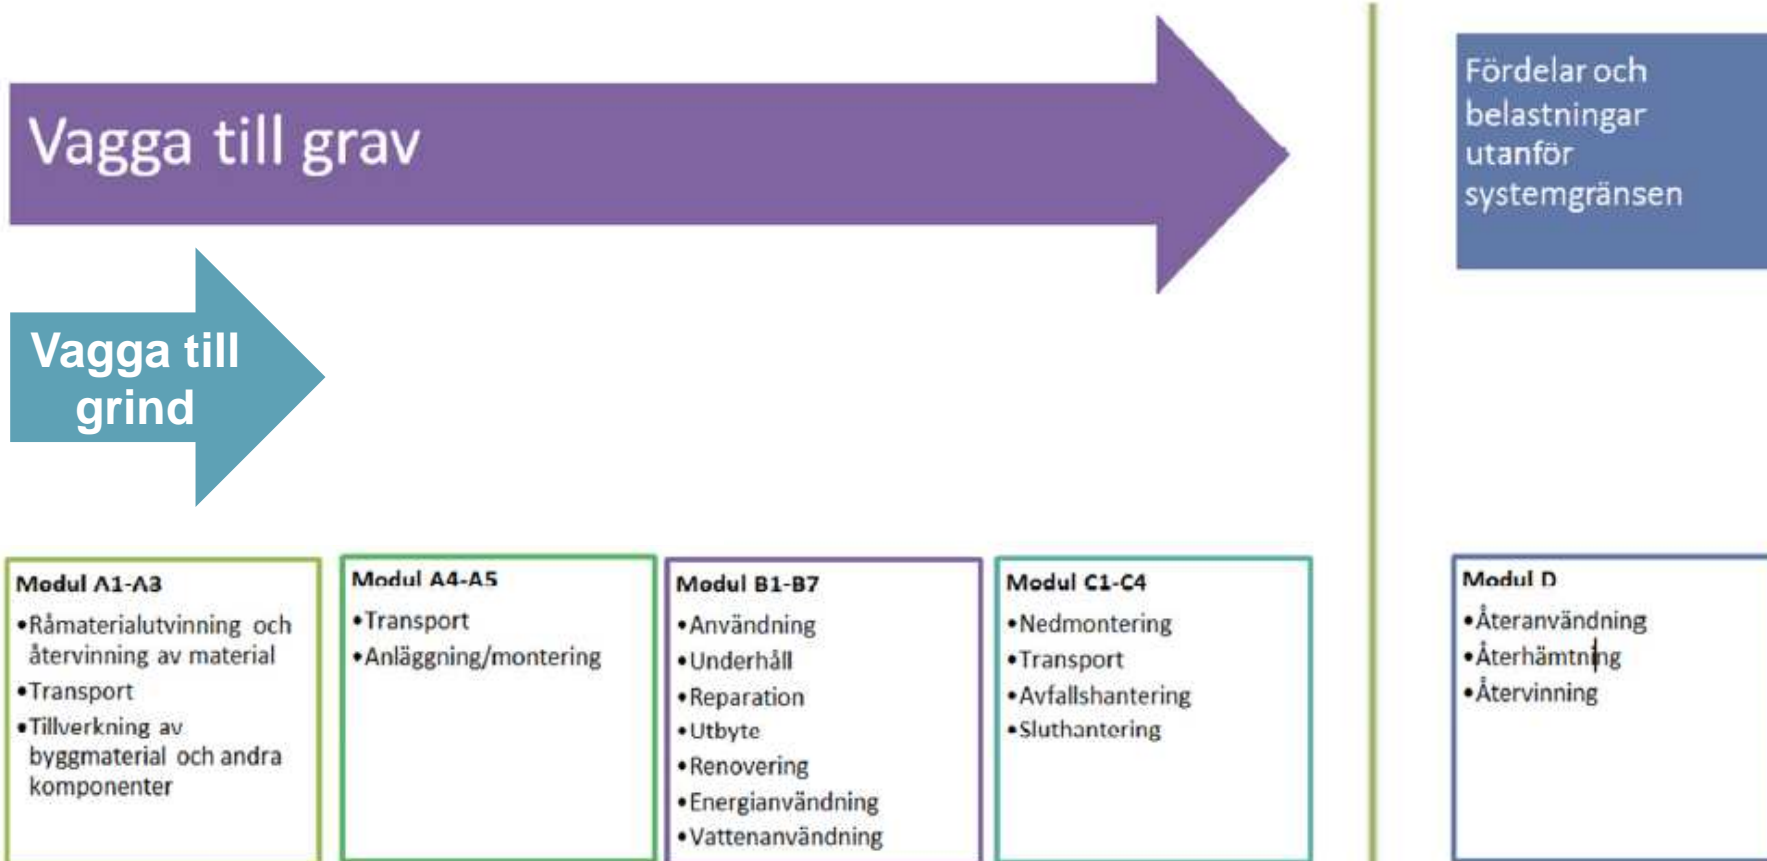 Vagga till grav
Fördelar och
belastningar
utanför
systemgränsen
Vagga till
grind
Modul A1-A3
•Råmaterialutvinning och
återvinning av material
•Transport
•Tillverkning av
byggmaterial och andra
komponenter
Modul A4-A5
•Transport
•Anläggning/montering
Modul B1-B7
•Användning
•Underhåll
•Reparation
•Utbyte
•Renovering
•Energianvändning
•Vattenanvändning
Modul C1-C4
•Nedmontering
•Transport
•Avfallshantering
•Sluthantering
Modul D
•Återanvändning
•Återhämtning
•Återvinning